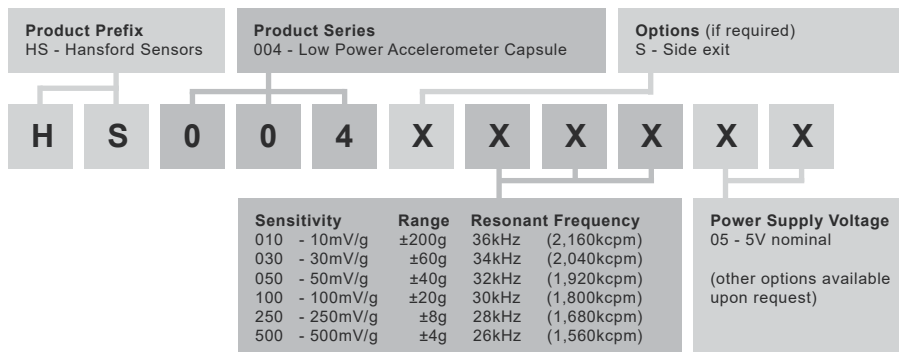 Product Prefix
HS - Hansford Sensors
Product Series
004 - Low Power Accelerometer Capsule
Options (if required)
S - Side exit
H S 0 0 4 X X X X X X
Sensitivity Range Resonant Frequency
010 - 10mV/g ±200g 36kHz (2,160kcpm)
030 - 30mV/g ±60g 34kHz (2,040kcpm)
050 - 50mV/g ±40g 32kHz (1,920kcpm)
100 - 100mV/g ±20g 30kHz (1,800kcpm)
250 - 250mV/g ±8g 28kHz (1,680kcpm)
500 - 500mV/g ±4g 26kHz (1,560kcpm)
Power Supply Voltage
05 - 5V nominal
(other options available
upon request)